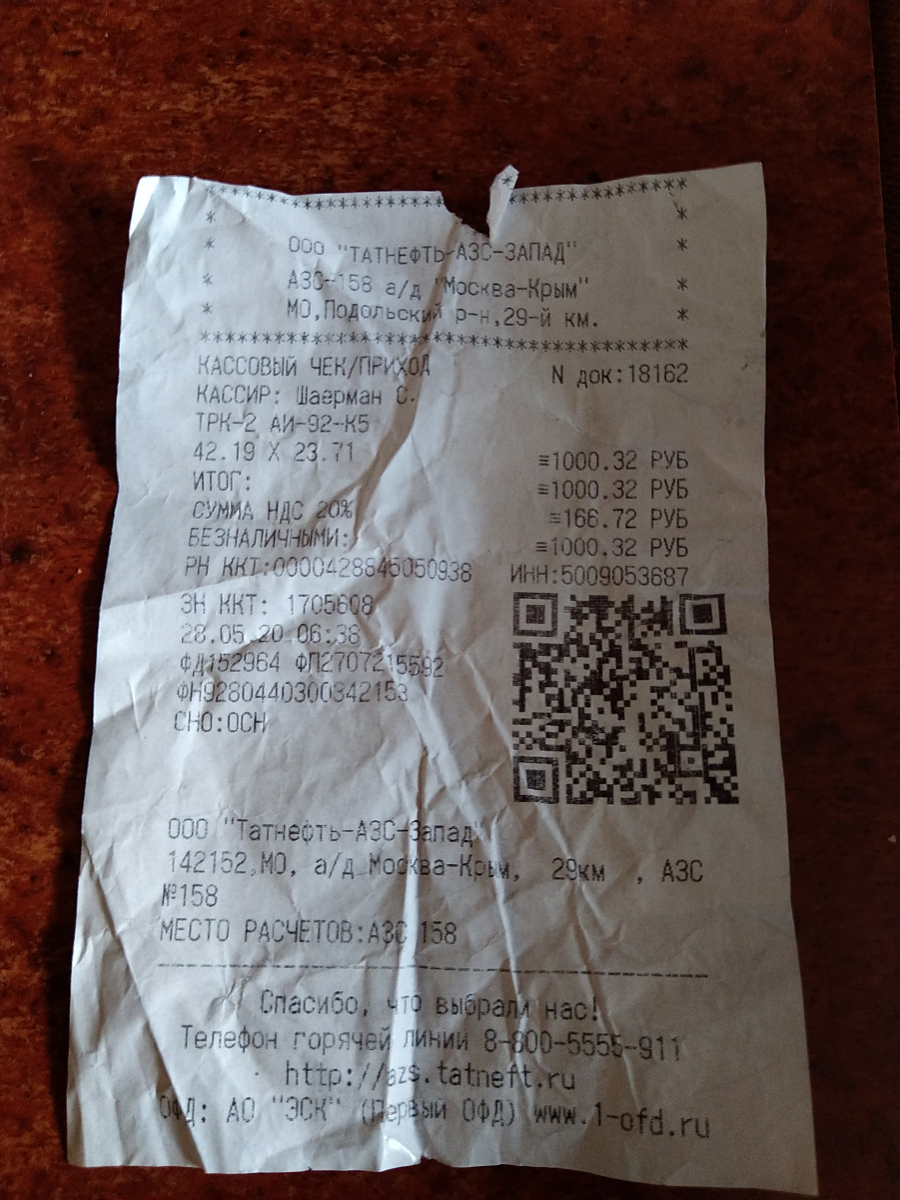 ************************************
* *
* ООО "ТАТНЕФТЬ-АЗС-ЗАПАД" *
* АЗС-158 а/д "Москва-Крым" *
* МО,Подольский р-н,29-й км. *
************************************
КАССОВЫЙ ЧЕК/ПРИХОД N док:18162
КАССИР: Шаерман С.
ТРК-2 АИ-92-К5
42.19 X 23.71 ≡1000.32 РУБ
ИТОГ: ≡1000.32 РУБ
СУММА НДС 20% ≡166.72 РУБ
БЕЗНАЛИЧНЫМИ: ≡1000.32 РУБ
РН ККТ:0000428845050938 ИНН:5009053687
ЗН ККТ: 1705608
28.05.20 06:38
ФД152964 ФП2707215592
ФН9280440300342153
СНО:ОСН
ООО "Татнефть-АЗС-Запад"
142152,МО, а/д Москва-Крым, 29км , АЗС
№158
МЕСТО РАСЧЕТОВ:АЗС 158
Спасибо, что выбрали нас!
Телефон горячей линии 8-800-5555-911
http://azs.tatneft.ru
ОФД: АО "ЭСК" (Первый ОФД) www.1-ofd.ru